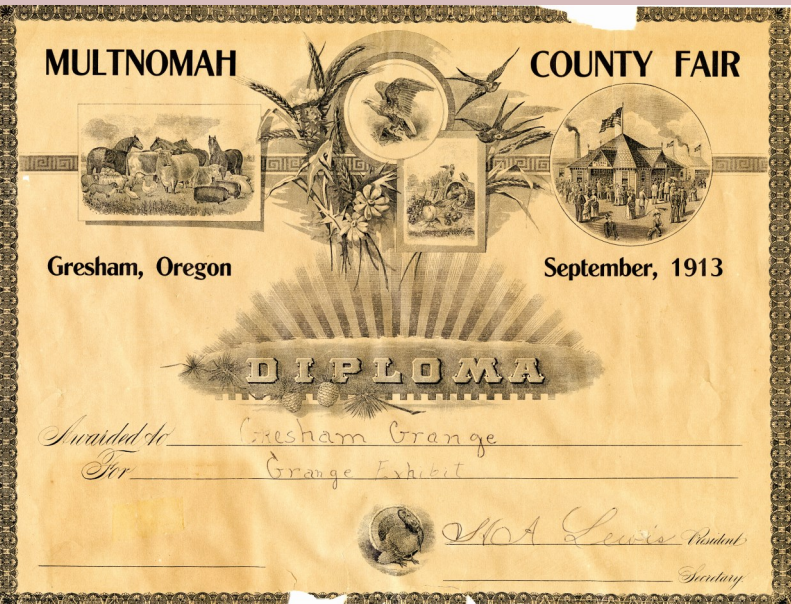 MULTNOMAH COUNTY FAIR
Gresham, Oregon September, 1913
DIPLOMA
Awarded to Gresham Grange
For Grange Exhibit
H A Lewis President
Secretary.